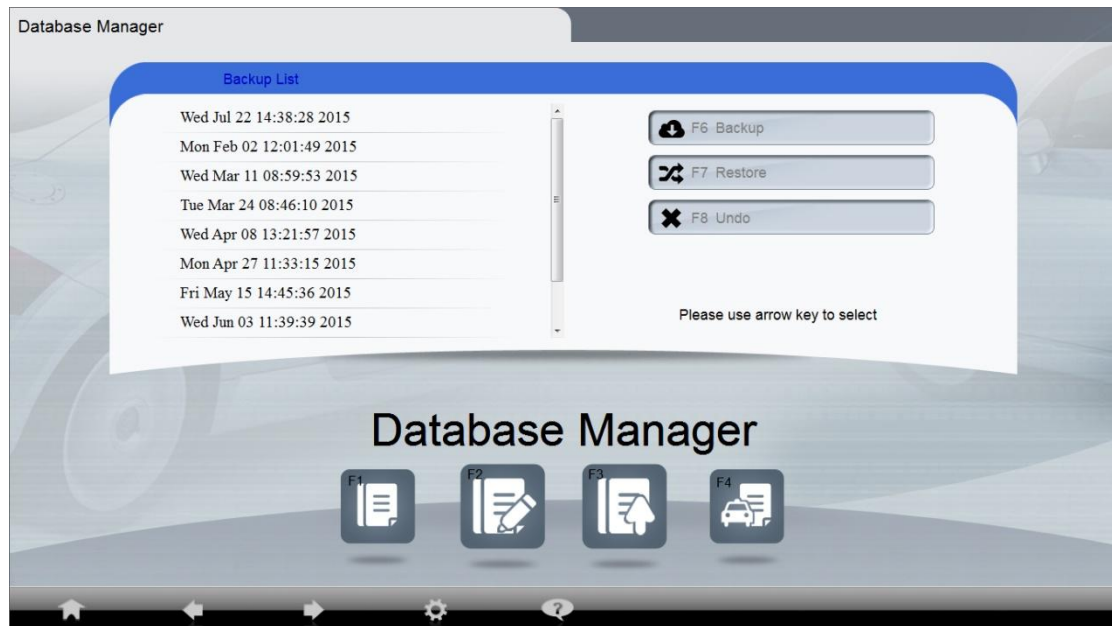 Database Manager
Backup List
Wed Jul 22 14:38:28 2015
Mon Feb 02 12:01:49 2015
Wed Mar 11 08:59:53 2015
Tue Mar 24 08:46:10 2015
Wed Apr 08 13:21:57 2015
Mon Apr 27 11:33:15 2015
Fri May 15 14:45:36 2015
Wed Jun 03 11:39:39 2015
F6 Backup
F7 Restore
F8 Undo
Please use arrow key to select
Database Manager
F1
F2
F3
F4
?